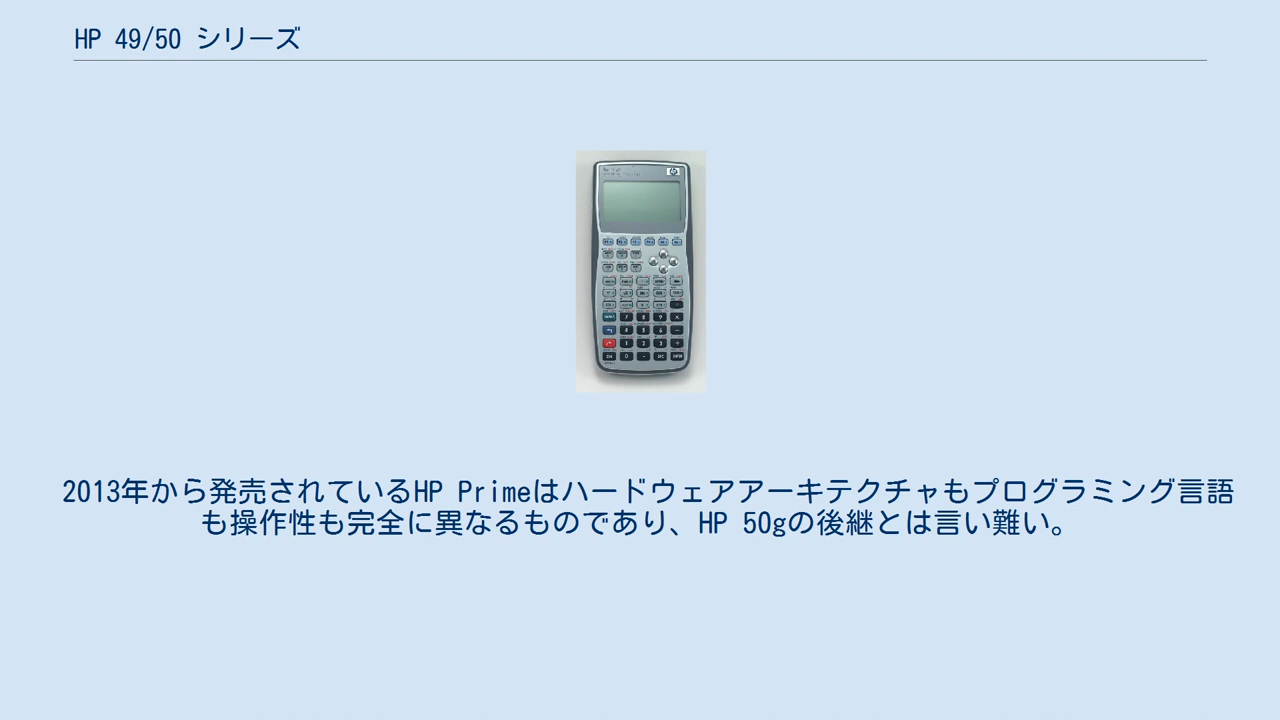 HP 49/50 シリーズ
2013年から発売されているHP Primeはハードウェアアーキテクチャもプログラミング言語
も操作性も完全に異なるものであり、HP 50gの後継とは言い難い。